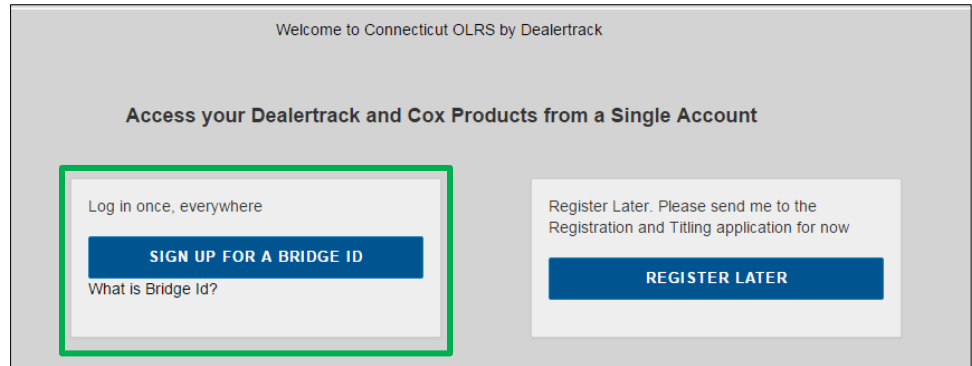 Welcome to Connecticut OLRS by Dealertrack
Access your Dealertrack and Cox Products from a Single Account
Log in once, everywhere
SIGN UP FOR A BRIDGE ID
What is Bridge Id?
Register Later. Please send me to the
Registration and Titling application for now
REGISTER LATER